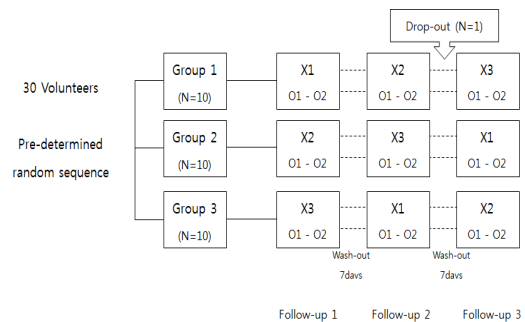 Drop-out (N=1)
30 Volunteers
Pre-determined
random sequence
Group 1
(N=10)
X1
O1 - O2
X2
O1 - O2
X3
O1 - O2
Group 2
(N=10)
X2
O1 - O2
X3
O1 - O2
X1
O1 - O2
Group 3
(N=10)
X3
O1 - O2
X1
O1 - O2
X2
O1 - O2
Wash-out
7days
Wash-out
7days
Follow-up 1
Follow-up 2
Follow-up 3